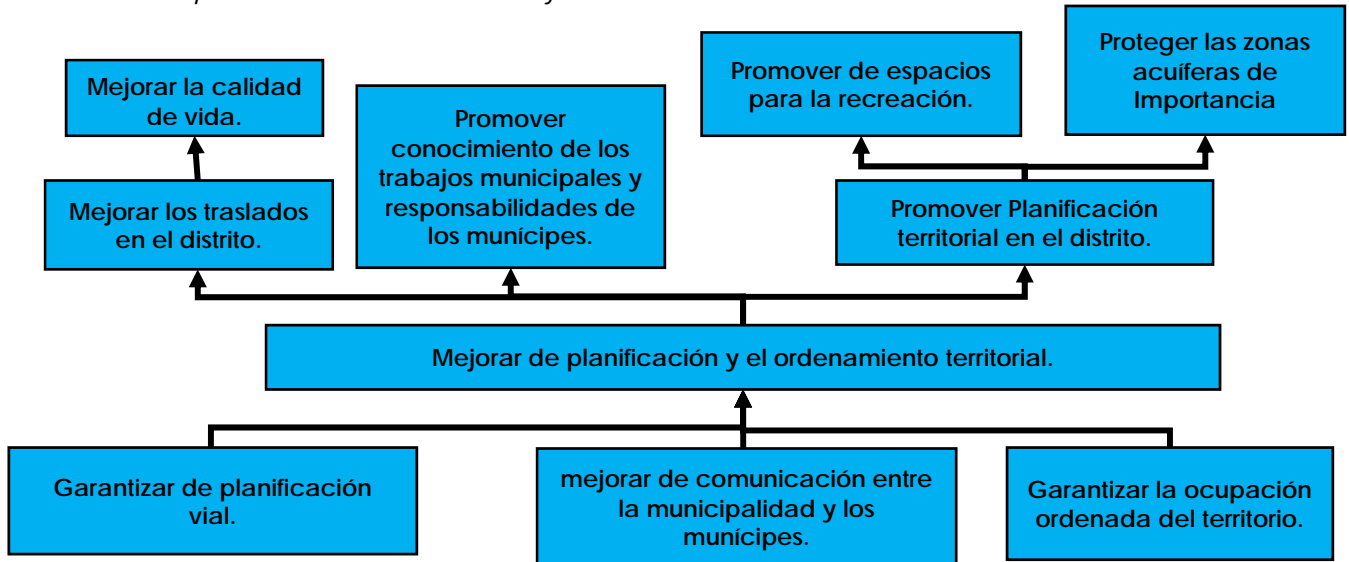 Mejorar la calidad
de vida.
Promover
conocimiento de los
trabajos municipales y
responsabilidades de
los munícipes.
Promover de espacios
para la recreación.
Proteger las zonas
acuíferas de
Importancia
Mejorar los traslados
en el distrito.
Promover Planificación
territorial en el distrito.
Mejorar de planificación y el ordenamiento territorial.
Garantizar de planificación
vial.
mejorar de comunicación entre
la municipalidad y los
munícipes.
Garantizar la ocupación
ordenada del territorio.